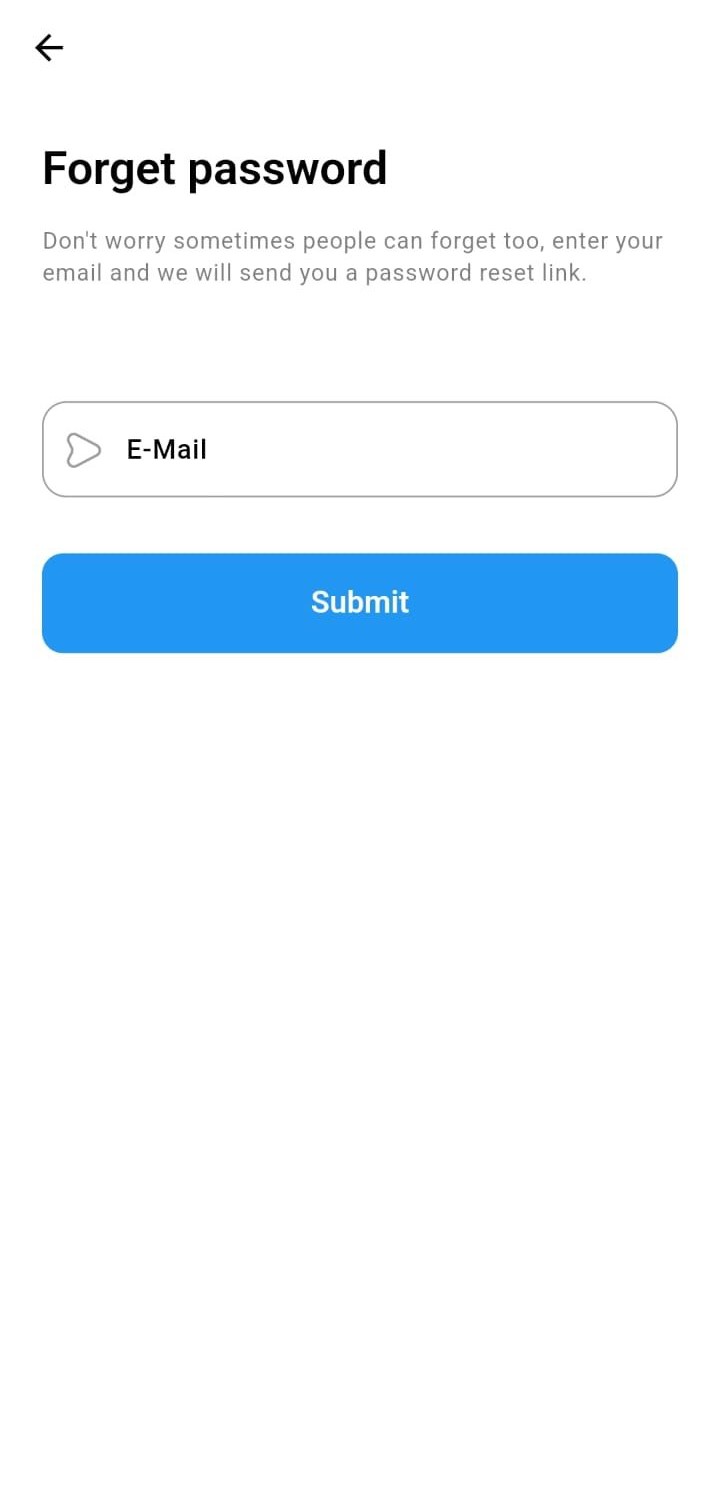 Forget password
Don't worry sometimes people can forget too, enter your
email and we will send you a password reset link.
E-Mail
Submit